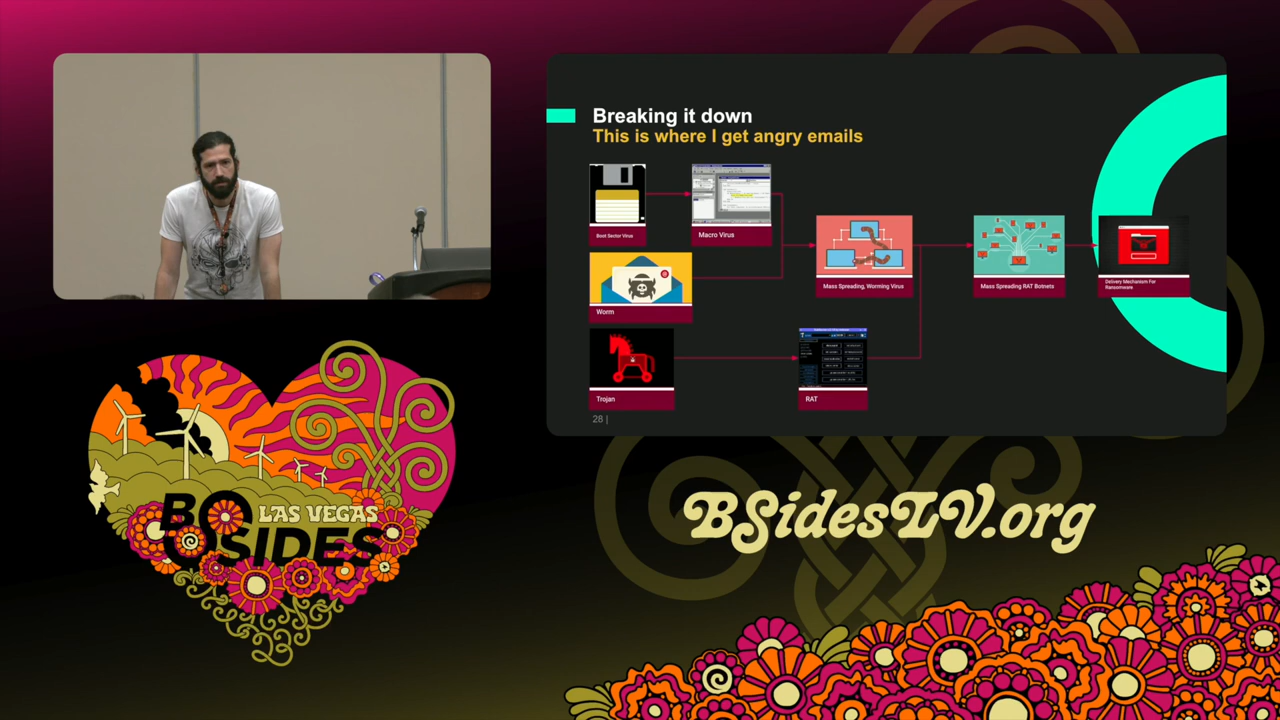 Breaking it down
This is where I get angry emails
Boot Sector Virus
Macro Virus
Worm
Mass Spreading, Worming Virus
Mass Spreading RAT Botnets
Delivery Mechanism For
Ransomware
Trojan
RAT
28 |
BSIDES
LAS VEGAS
23
BSidesLV.org